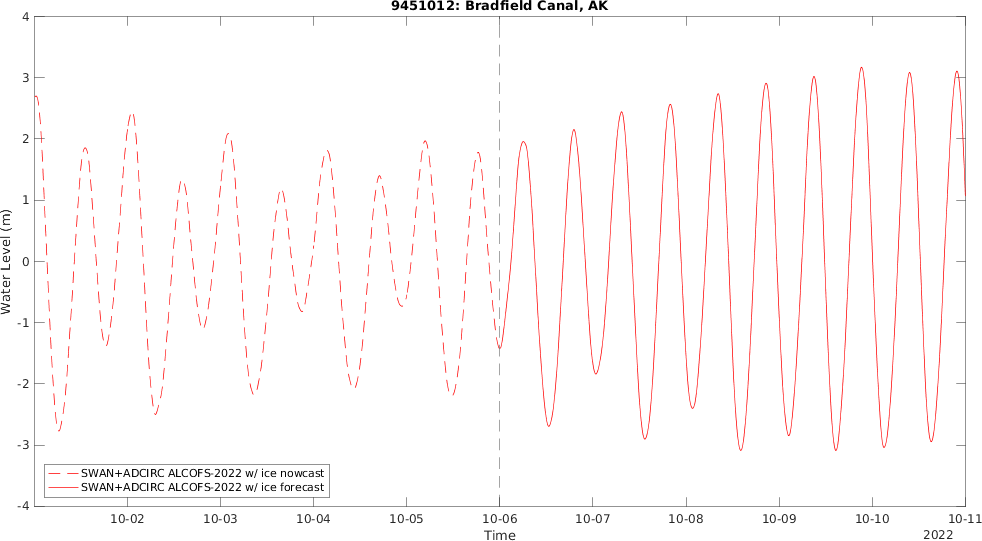 9451012: Bradfield Canal, AK
4
3
2
1
0
-1
-2
-3
-4
Water Level (m)
SWAN+ADCIRC ALCOFS-2022 w/ ice nowcast
SWAN+ADCIRC ALCOFS-2022 w/ ice forecast
10-02 10-03 10-04 10-05 10-06 10-07 10-08 10-09 10-10 10-11
Time
2022